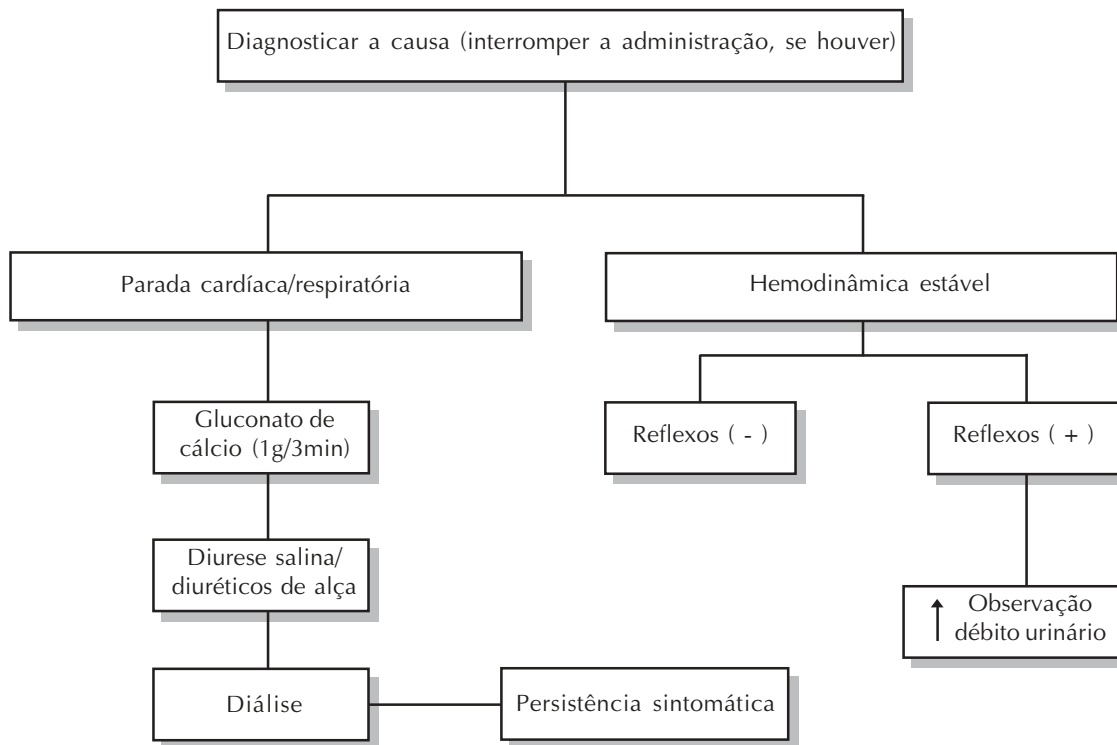 Diagnosticar a causa (interromper a administração, se houver)
Parada cardíaca/respiratória
Hemodinâmica estável
Gluconato de
cálcio (1g/3min)
Reflexos ( - )
Reflexos ( + )
Diurese salina/
diuréticos de alça
↑ Observação
débito urinário
Diálise
Persistência sintomática